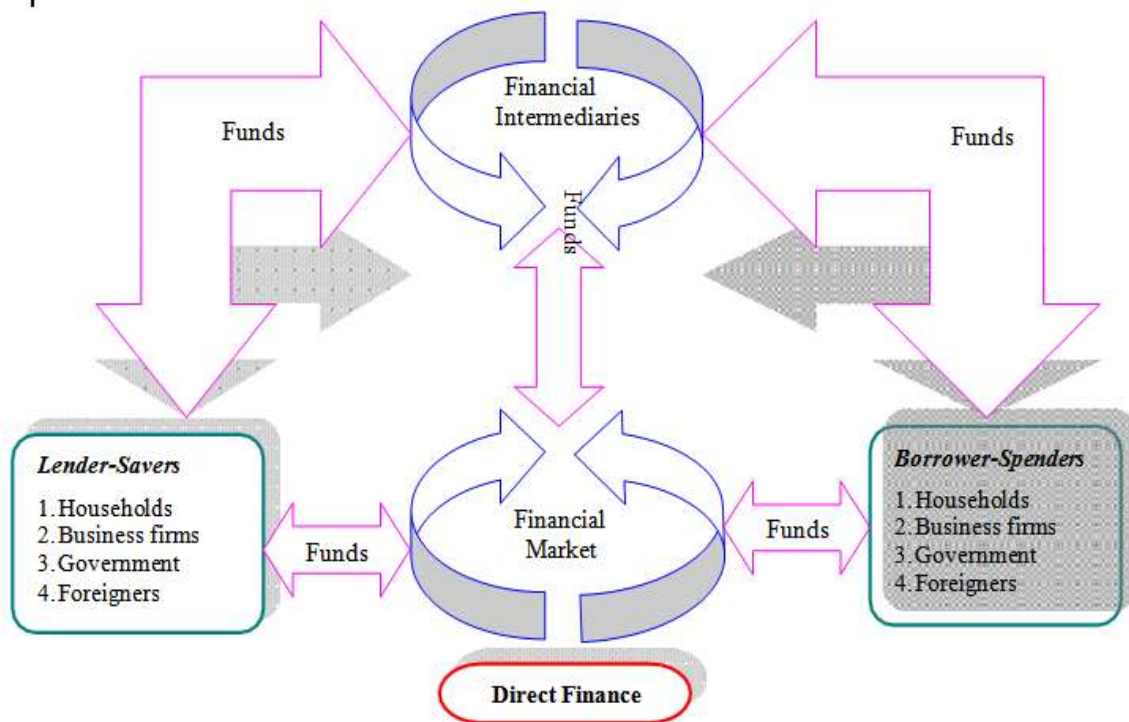 Financial
Intermediaries
Funds
Funds
Funds
Lender-Savers
1. Households
2. Business firms
3. Government
4. Foreigners
Funds
Financial
Market
Funds
Borrower-Spenders
1. Households
2. Business firms
3. Government
4. Foreigners
Direct Finance